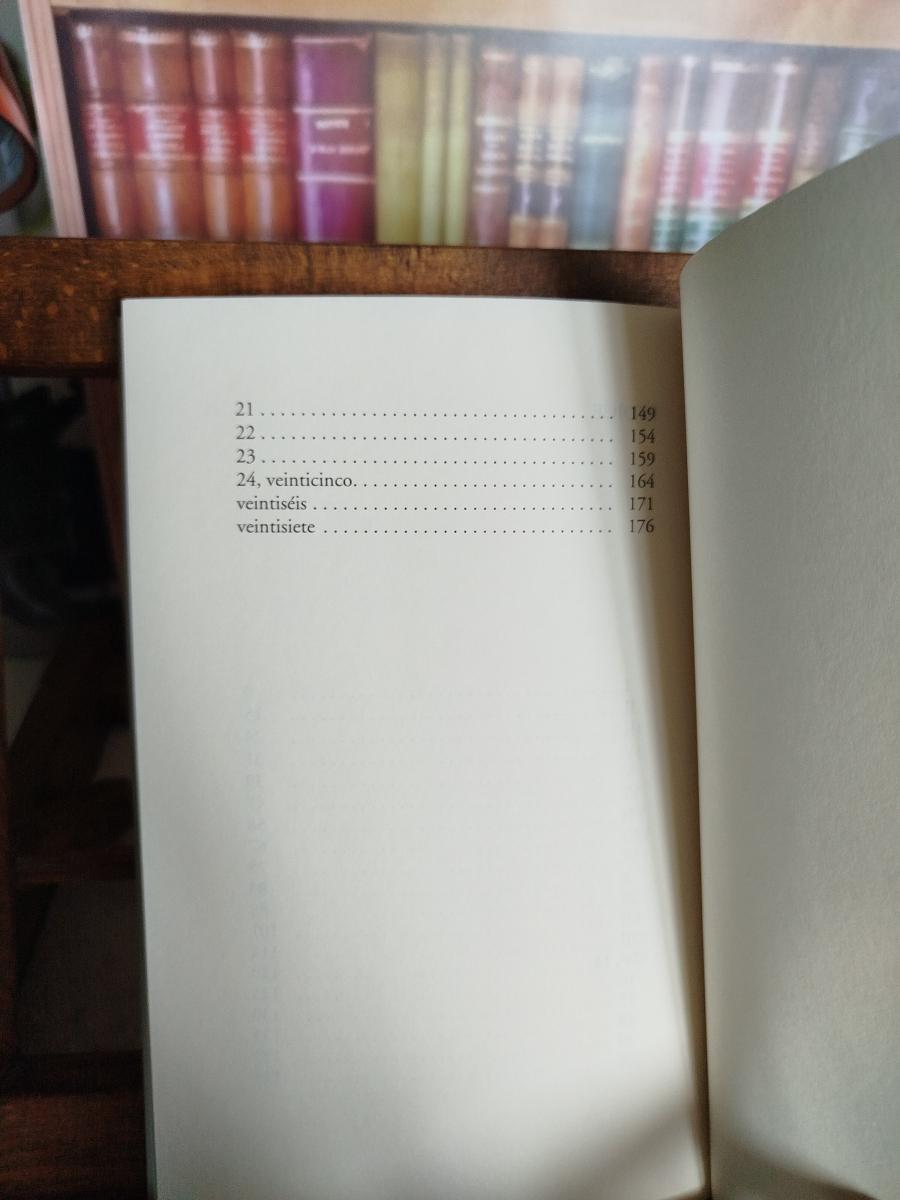 21 . . . . . . . . . . . . . . . . . . . . . . . . . . . . . . . . . . . . 149
22 . . . . . . . . . . . . . . . . . . . . . . . . . . . . . . . . . . . . 154
23 . . . . . . . . . . . . . . . . . . . . . . . . . . . . . . . . . . . . 159
24, veinticinco. . . . . . . . . . . . . . . . . . . . . . . . . . . 164
veintiséis . . . . . . . . . . . . . . . . . . . . . . . . . . . . . . . 171
veintisiete . . . . . . . . . . . . . . . . . . . . . . . . . . . . . . 176